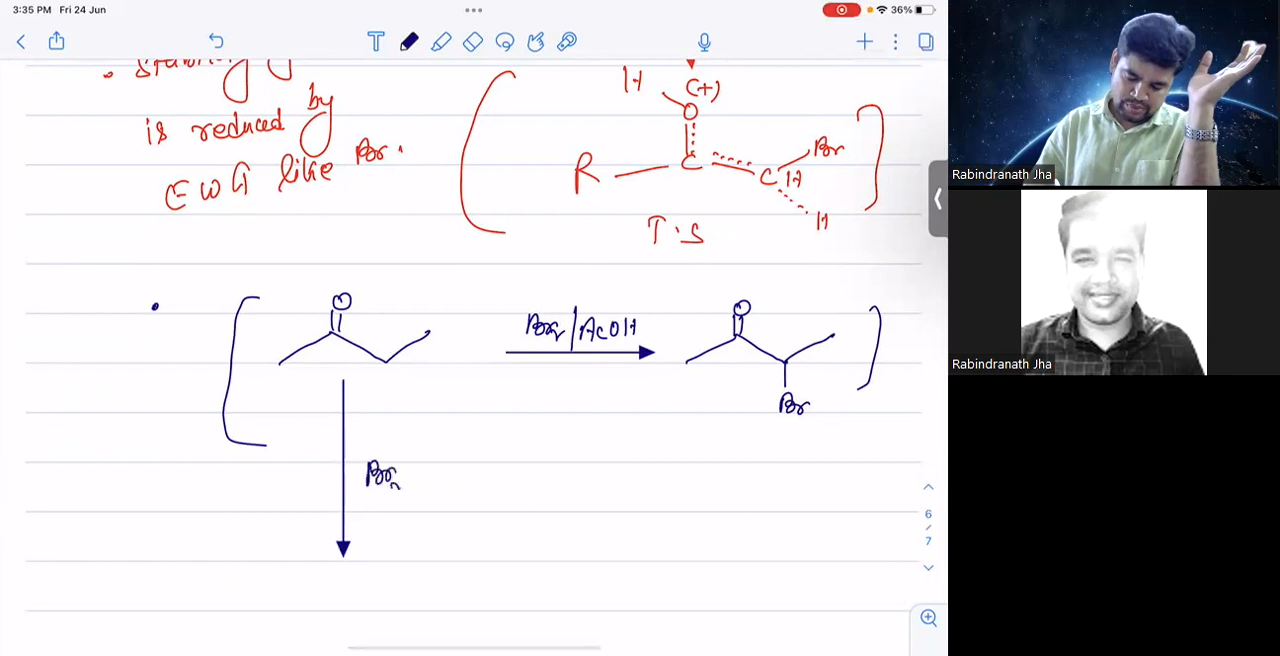 3:35 PM Fri 24 Jun
36%
T
H
(+)
O
by
is reduced
EWG like Br.
R C CH Br
H
T.S
O
Br2/AcOH
O
Br
Br2
6
/
7
Rabindranath Jha
Rabindranath Jha